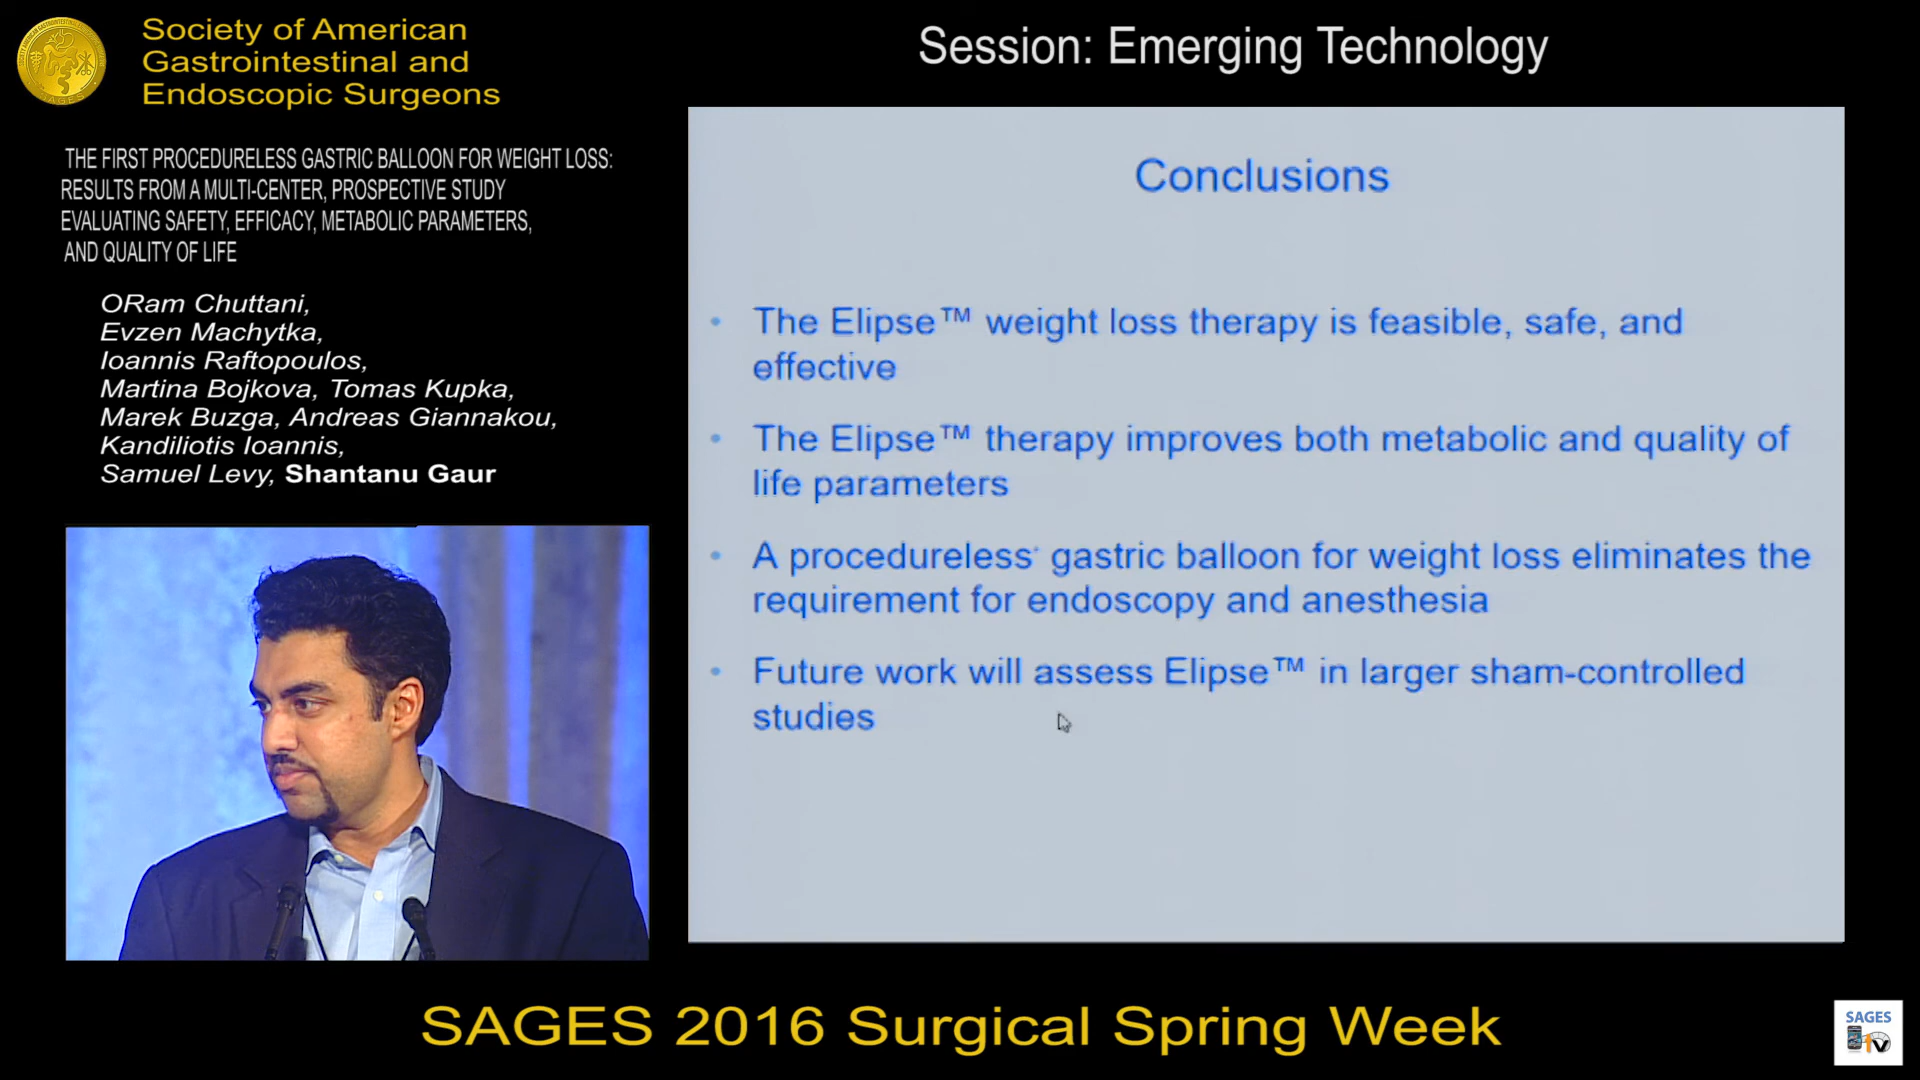 Society of American
Gastrointestinal and
Endoscopic Surgeons
SAGES
Session: Emerging Technology
THE FIRST PROCEDURELESS GASTRIC BALLOON FOR WEIGHT LOSS:
RESULTS FROM A MULTI-CENTER, PROSPECTIVE STUDY
EVALUATING SAFETY, EFFICACY, METABOLIC PARAMETERS,
AND QUALITY OF LIFE
ORam Chuttani,
Evzen Machytka,
Ioannis Raftopoulos,
Martina Bojkova, Tomas Kupka,
Marek Buzga, Andreas Giannakou,
Kandiliotis Ioannis,
Samuel Levy, Shantanu Gaur
Conclusions
• The Elipse™ weight loss therapy is feasible, safe, and
effective
• The Elipse™ therapy improves both metabolic and quality of
life parameters
• A procedureless gastric balloon for weight loss eliminates the
requirement for endoscopy and anesthesia
• Future work will assess Elipse™ in larger sham-controlled
studies
SAGES 2016 Surgical Spring Week
SAGES
TV